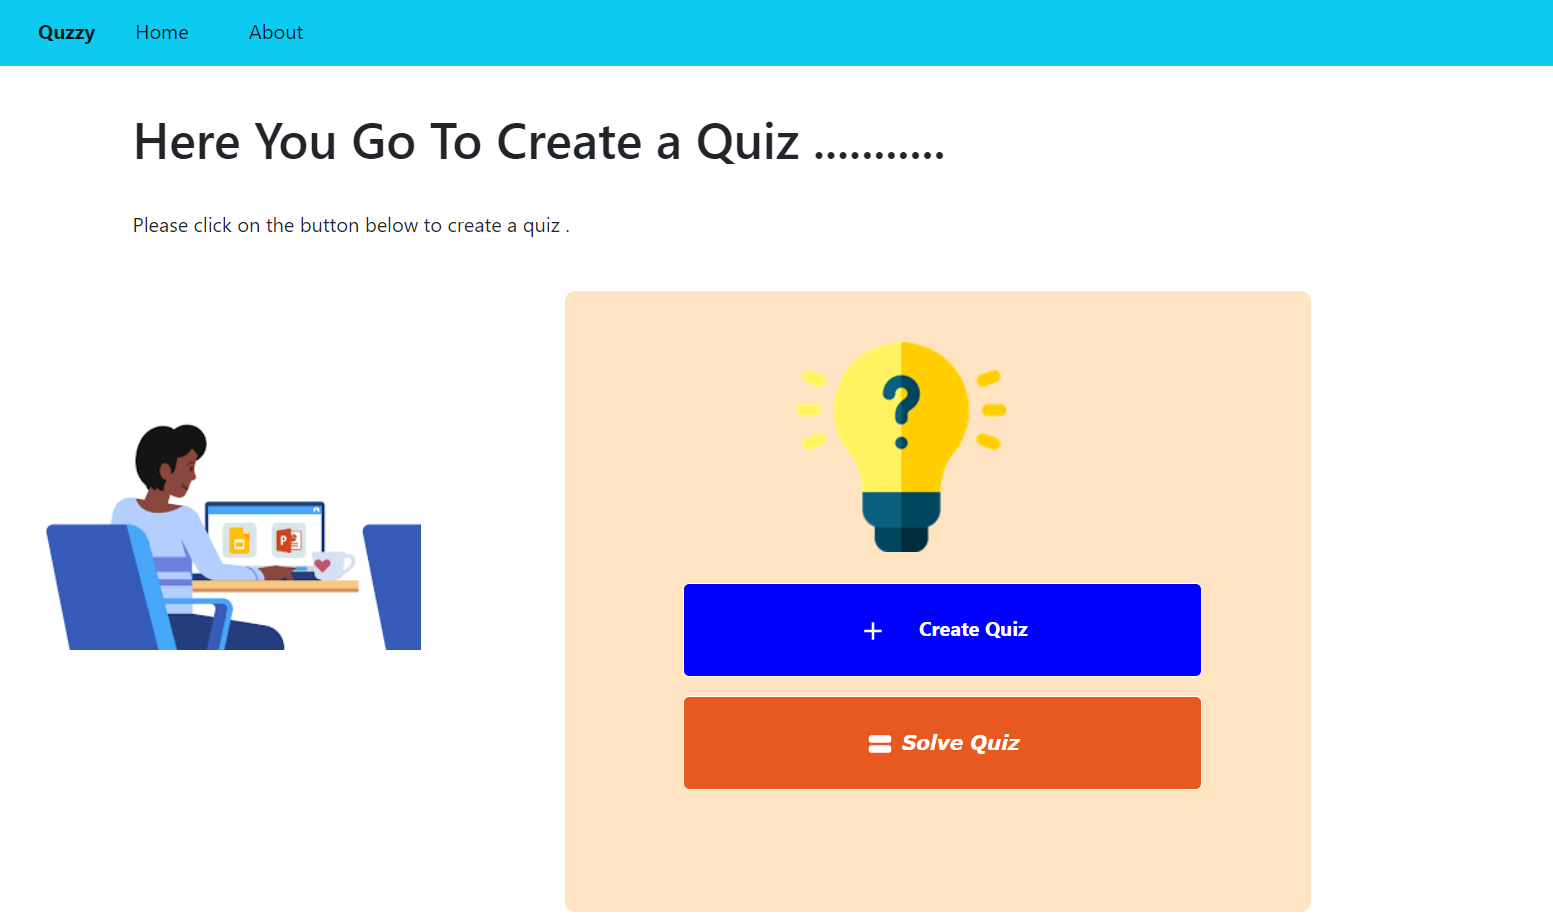 Quzzy Home About
Here You Go To Create a Quiz ...........
Please click on the button below to create a quiz .
?
P
+ Create Quiz
Solve Quiz